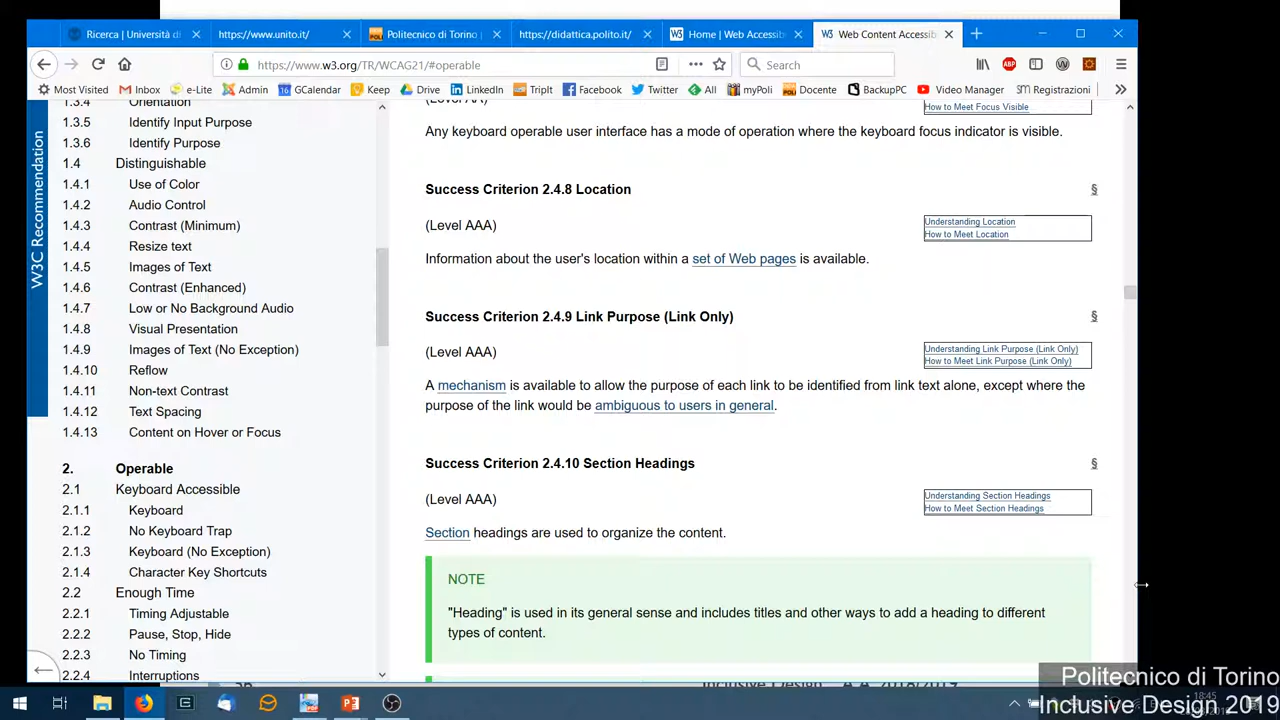 Ricerca | Università di
https://www.unito.it/
Politecnico di Torino
https://didattica.polito.it/
Home | Web Accessib
Web Content Accessib
https://www.w3.org/TR/WCAG21/#operable
Search
Most Visited
Inbox
e-Lite
Admin
GCalendar
Keep
Drive
LinkedIn
TripIt
Facebook
Twitter
All
myPoli
Docente
BackupPC
Video Manager
Registrazioni
W3C Recommendation
1.3.4 Orientation
1.3.5 Identify Input Purpose
1.3.6 Identify Purpose
1.4 Distinguishable
1.4.1 Use of Color
1.4.2 Audio Control
1.4.3 Contrast (Minimum)
1.4.4 Resize text
1.4.5 Images of Text
1.4.6 Contrast (Enhanced)
1.4.7 Low or No Background Audio
1.4.8 Visual Presentation
1.4.9 Images of Text (No Exception)
1.4.10 Reflow
1.4.11 Non-text Contrast
1.4.12 Text Spacing
1.4.13 Content on Hover or Focus
2. Operable
2.1 Keyboard Accessible
2.1.1 Keyboard
2.1.2 No Keyboard Trap
2.1.3 Keyboard (No Exception)
2.1.4 Character Key Shortcuts
2.2 Enough Time
2.2.1 Timing Adjustable
2.2.2 Pause, Stop, Hide
2.2.3 No Timing
2.2.4 Interruptions
(Level AA)
How to Meet Focus Visible
Any keyboard operable user interface has a mode of operation where the keyboard focus indicator is visible.
Success Criterion 2.4.8 Location §
(Level AAA)
Understanding Location
How to Meet Location
Information about the user's location within a set of Web pages is available.
Success Criterion 2.4.9 Link Purpose (Link Only) §
(Level AAA)
Understanding Link Purpose (Link Only)
How to Meet Link Purpose (Link Only)
A mechanism is available to allow the purpose of each link to be identified from link text alone, except where the
purpose of the link would be ambiguous to users in general.
Success Criterion 2.4.10 Section Headings §
(Level AAA)
Understanding Section Headings
How to Meet Section Headings
Section headings are used to organize the content.
NOTE
"Heading" is used in its general sense and includes titles and other ways to add a heading to different
types of content.
Inclusive Design A.A. 2018/2019
Politecnico di Torino
Inclusive Design 2019
18:45